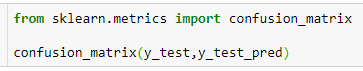 from sklearn.metrics import confusion_matrix
confusion_matrix(y_test,y_test_pred)